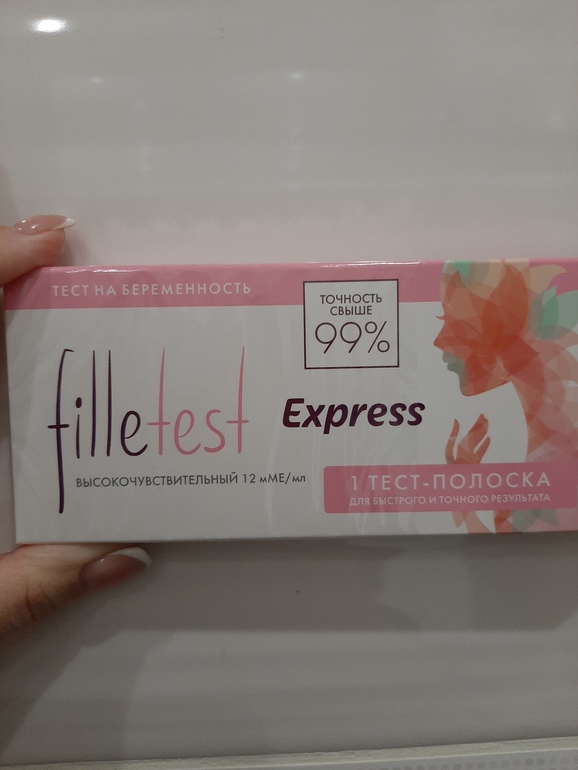 ТЕСТ НА БЕРЕМЕННОСТЬ
ТОЧНОСТЬ
СВЫШЕ
99%
filletest
Express
ВЫСОКОЧУВСТВИТЕЛЬНЫЙ 12 мМЕ/мл
1 ТЕСТ-ПОЛОСКА
ДЛЯ БЫСТРОГО И ТОЧНОГО РЕЗУЛЬТАТА